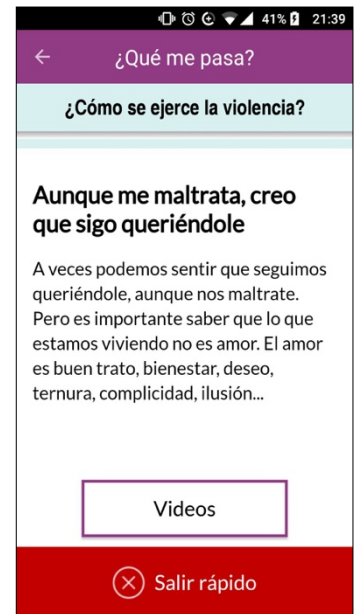 41% 21:39
¿Qué me pasa?
¿Cómo se ejerce la violencia?
Aunque me maltrata, creo
que sigo queriéndole
A veces podemos sentir que seguimos
queriéndole, aunque nos maltrate.
Pero es importante saber que lo que
estamos viviendo no es amor. El amor
es buen trato, bienestar, deseo,
ternura, complicidad, ilusión...
Videos
Salir rápido